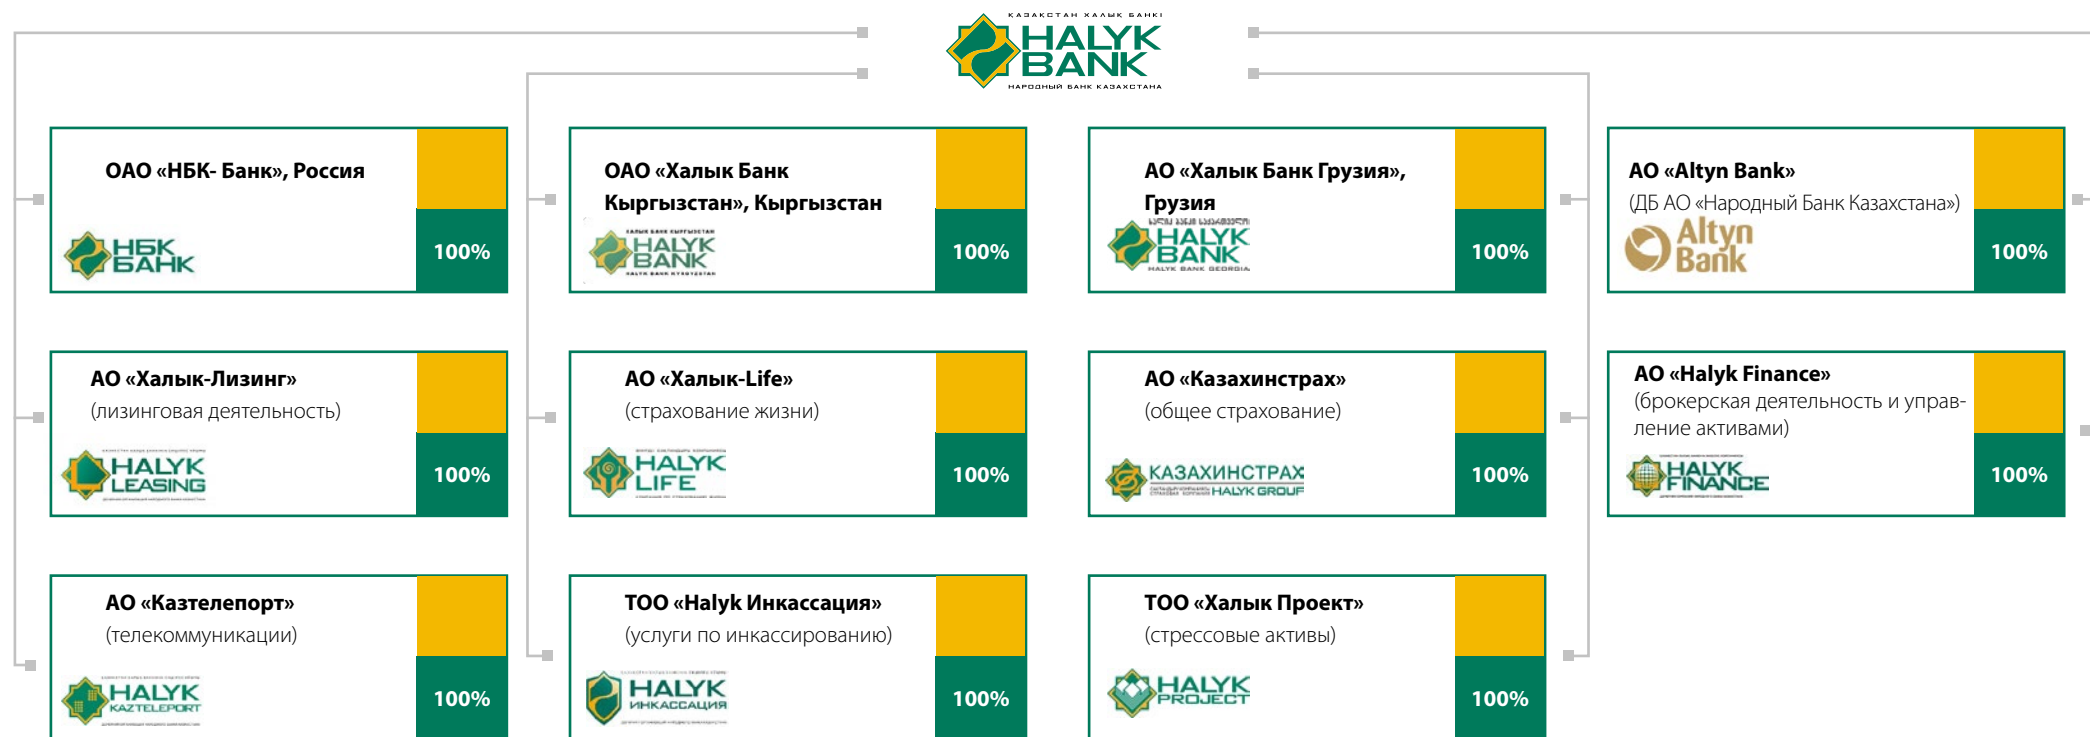 ҚАЗАҚСТАН ХАЛЫҚ БАНКІ
HALYK
BANK
НАРОДНЫЙ БАНК КАЗАХСТАНА
ОАО «НБК- Банк», Россия
НБК
БАНК
100%
ОАО «Халык Банк
Кыргызстан», Кыргызстан
HALYK
BANK
HALYK BANK KYRGYZSTAN
100%
АО «Халык Банк Грузия»,
Грузия
HALYK
BANK
HALYK BANK GEORGIA
100%
АО «Altyn Bank»
(ДБ АО «Народный Банк Казахстана»)
Altyn
Bank
100%
АО «Халык-Лизинг»
(лизинговая деятельность)
HALYK
LEASING
100%
АО «Халык-Life»
(страхование жизни)
HALYK
LIFE
100%
АО «Казахинстрах»
(общее страхование)
КАЗАХИНСТРАХ
HALYK GROUP
100%
АО «Halyk Finance»
(брокерская деятельность и управ-
ление активами)
HALYK
FINANCE
100%
АО «Казтелепорт»
(телекоммуникации)
HALYK
KAZTELEPORT
100%
ТОО «Halyk Инкассация»
(услуги по инкассированию)
HALYK
ИНКАССАЦИЯ
100%
ТОО «Халык Проект»
(стрессовые активы)
HALYK
PROJECT
100%